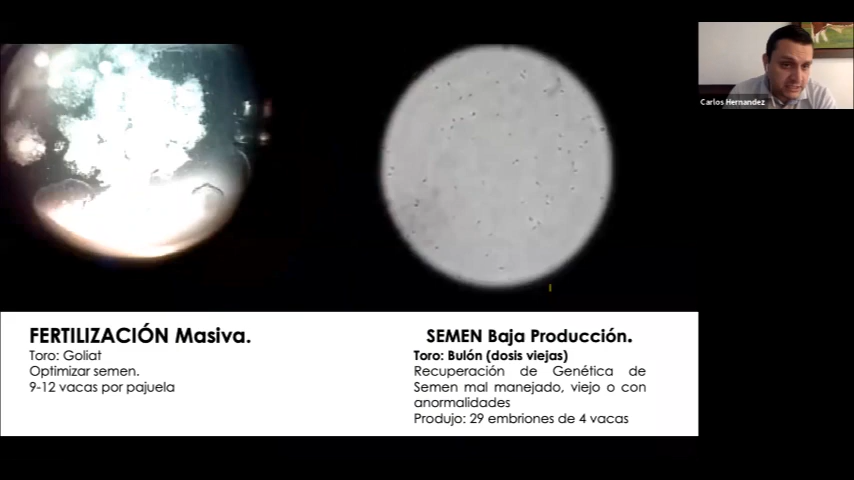 Carlos Hernandez
FERTILIZACIÓN Masiva.
Toro: Goliat
Optimizar semen.
9-12 vacas por pajuela
SEMEN Baja Producción.
Toro: Bulón (dosis viejas)
Recuperación de Genética de
Semen mal manejado, viejo o con
anormalidades
Produjo: 29 embriones de 4 vacas